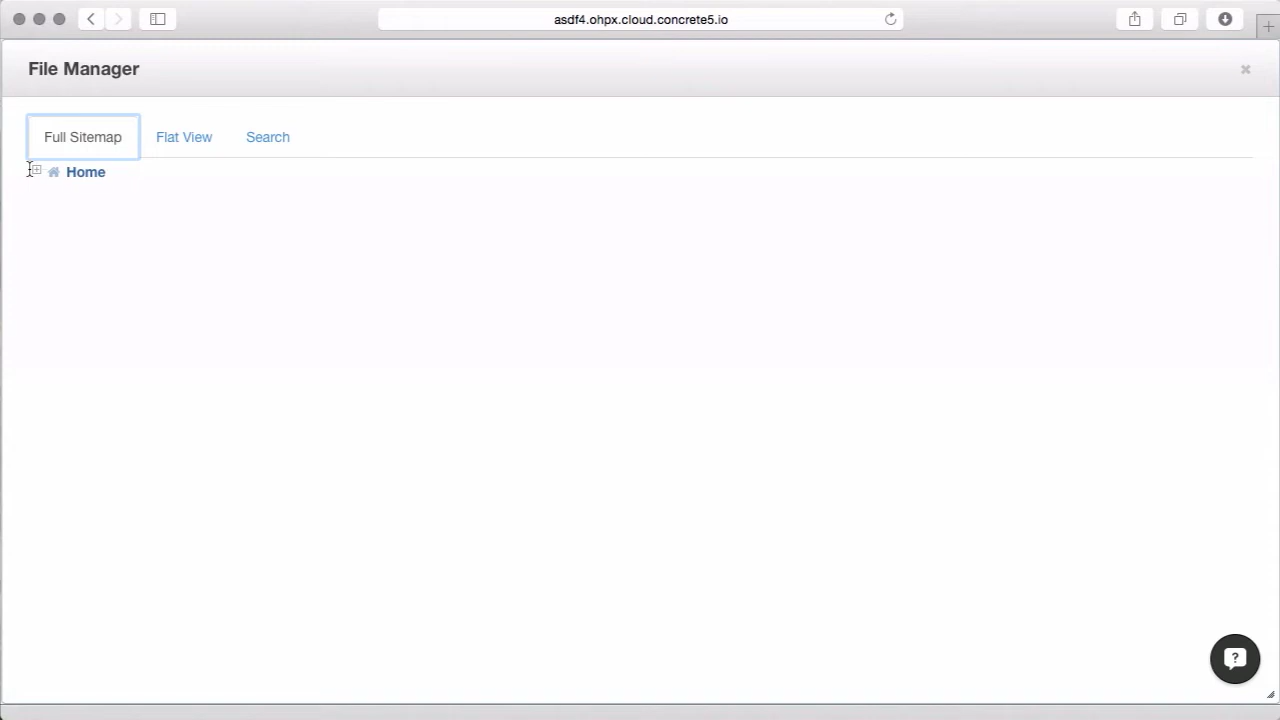 asdf4.ohpx.cloud.concrete5.io
File Manager
Full Sitemap Flat View Search
Home